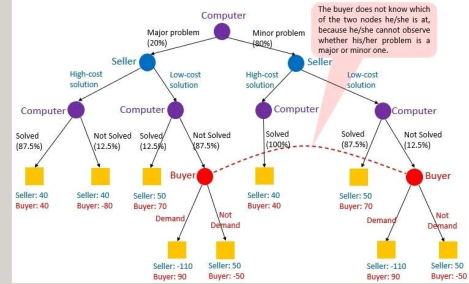 Computer
The buyer does not know which
of the two nodes he/she is at,
because he/she cannot observe
whether his/her problem is a
major or minor one.
Major problem
(20%)
Minor problem
(80%)
Seller
Seller
High-cost
solution
Low-cost
solution
High-cost
solution
Low-cost
solution
Computer
Computer
Computer
Computer
Solved
(87.5%)
Not Solved
(12.5%)
Solved
(12.5%)
Not Solved
(87.5%)
Solved
(100%)
Solved
(87.5%)
Not Solved
(12.5%)
Buyer
Buyer
Seller: 40
Buyer: 40
Seller: 40
Buyer: -80
Seller: 50
Buyer: 70
Seller: 40
Buyer: 40
Seller: 50
Buyer: 70
Demand
Not
Demand
Demand
Not
Demand
Seller: -110
Buyer: 90
Seller: 50
Buyer: -50
Seller: -110
Buyer: 90
Seller: 50
Buyer: -50